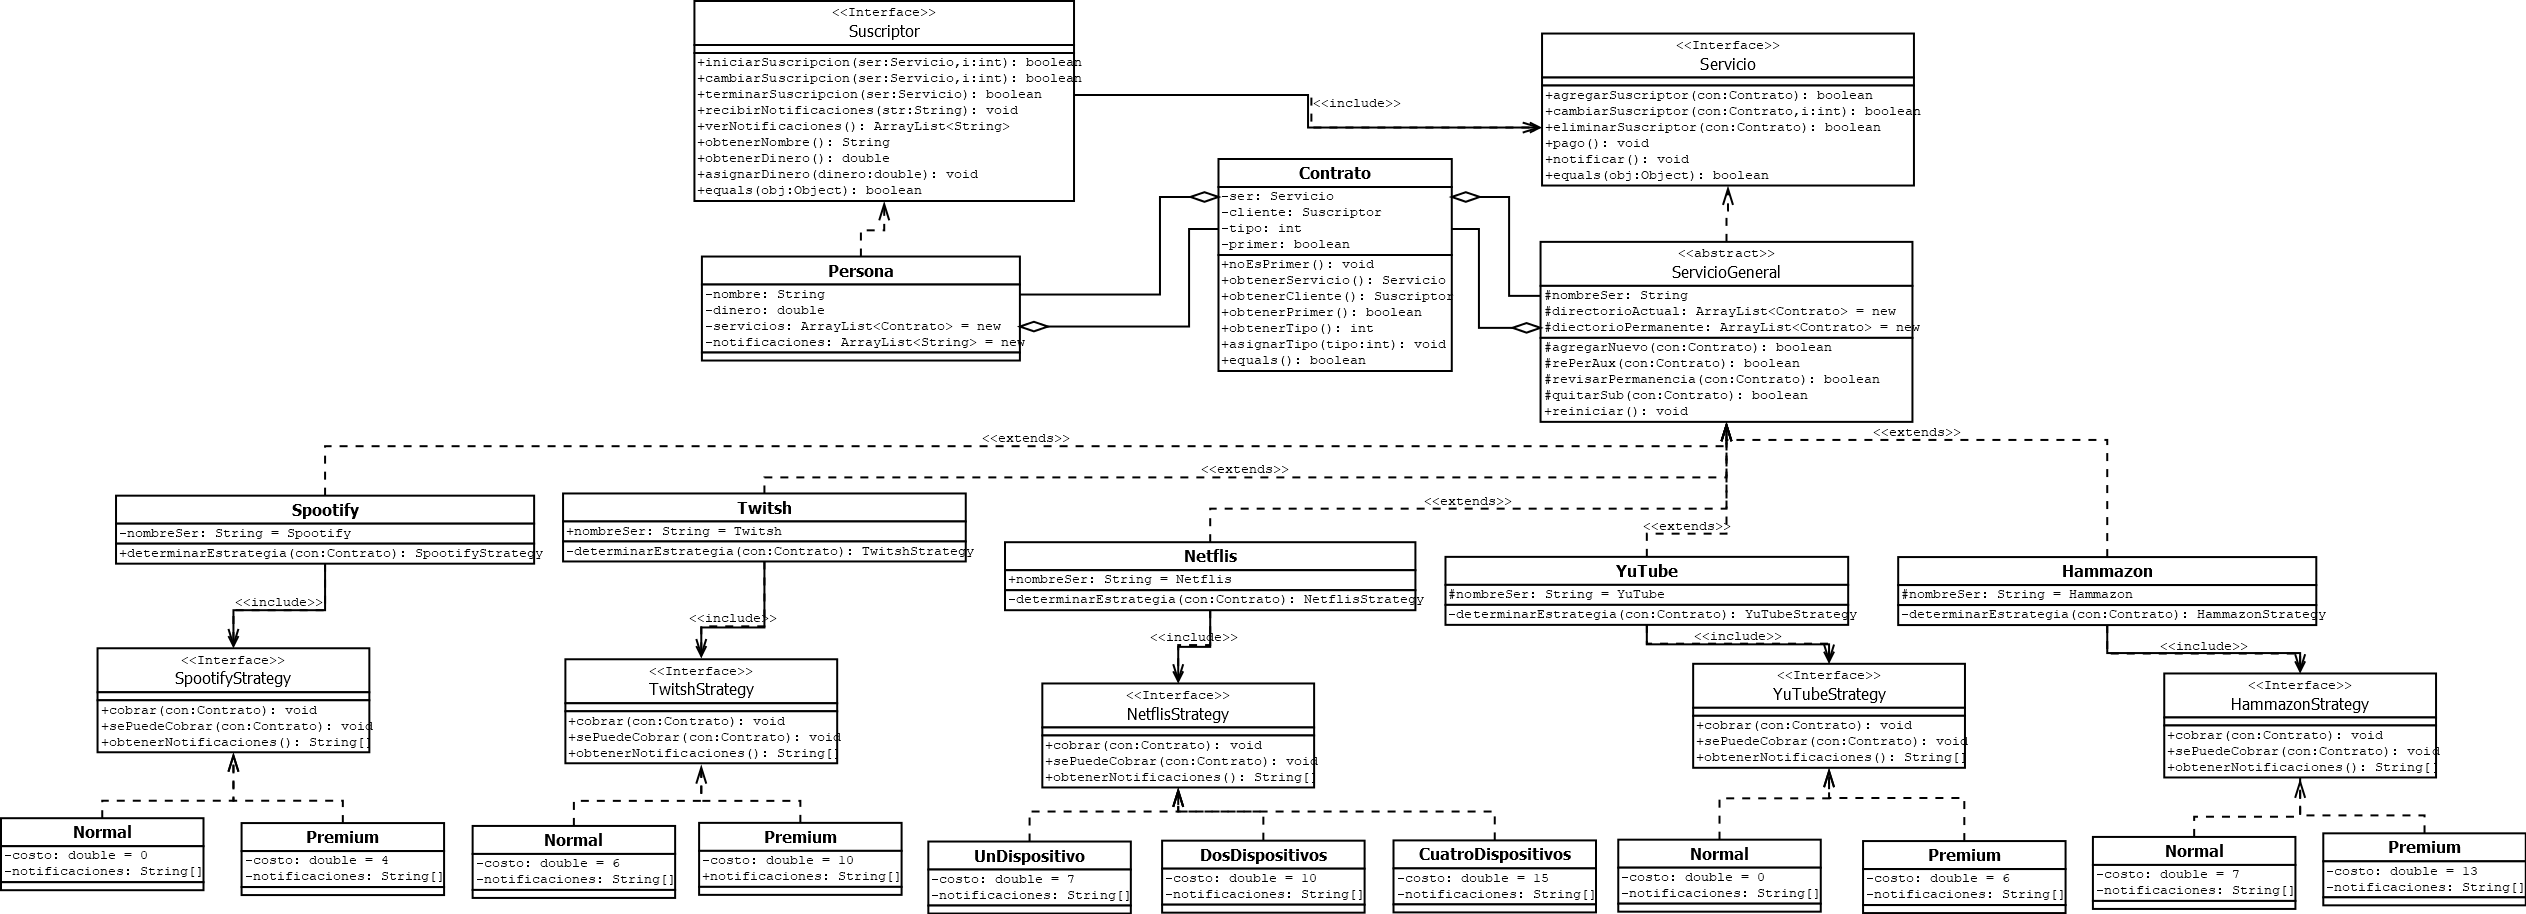 <<Interface>>
Suscriptor
+iniciarSuscripcion(ser:Servicio,i:int): boolean
+cambiarSuscripcion(ser:Servicio,i:int): boolean
+terminarSuscripcion(ser:Servicio): boolean
+recibirNotificaciones(str:String): void
+verNotificaciones(): ArrayList<String>
+obtenerNombre(): String
+obtenerDinero(): double
+asignarDinero(dinero:double): void
+equals(obj:Object): boolean
<<include>>
<<Interface>>
Servicio
+agregarSuscriptor(con:Contrato): boolean
+cambiarSuscriptor(con:Contrato,i:int): boolean
+eliminarSuscriptor(con:Contrato): boolean
+pago(): void
+notificar(): void
+equals(obj:Object): boolean
Contrato
-ser: Servicio
-cliente: Suscriptor
-tipo: int
-primer: boolean
+noEsPrimer(): void
+obtenerServicio(): Servicio
+obtenerCliente(): Suscriptor
+obtenerPrimer(): boolean
+obtenerTipo(): int
+asignarTipo(tipo:int): void
+equals(): boolean
Persona
-nombre: String
-dinero: double
-servicios: ArrayList<Contrato> = new
-notificaciones: ArrayList<String> = new
<<abstract>>
ServicioGeneral
#nombreSer: String
#directorioActual: ArrayList<Contrato> = new
#diectorioPermanente: ArrayList<Contrato> = new
#agregarNuevo(con:Contrato): boolean
#rePerAux(con:Contrato): boolean
#revisarPermanencia(con:Contrato): boolean
#quitarSub(con:Contrato): boolean
+reiniciar(): void
<<extends>>
<<extends>>
<<extends>>
<<extends>>
<<extends>>
Spootify
-nombreSer: String = Spootify
+determinarEstrategia(con:Contrato): SpootifyStrategy
Twitsh
+nombreSer: String = Twitsh
-determinarEstrategia(con:Contrato): TwitshStrategy
Netflis
+nombreSer: String = Netflis
-determinarEstrategia(con:Contrato): NetflisStrategy
YuTube
#nombreSer: String = YuTube
-determinarEstrategia(con:Contrato): YuTubeStrategy
Hammazon
#nombreSer: String = Hammazon
-determinarEstrategia(con:Contrato): HammazonStrategy
<<include>>
<<include>>
<<include>>
<<include>>
<<include>>
<<Interface>>
SpootifyStrategy
+cobrar(con:Contrato): void
+sePuedeCobrar(con:Contrato): void
+obtenerNotificaciones(): String[]
<<Interface>>
TwitshStrategy
+cobrar(con:Contrato): void
+sePuedeCobrar(con:Contrato): void
+obtenerNotificaciones(): String[]
<<Interface>>
NetflisStrategy
+cobrar(con:Contrato): void
+sePuedeCobrar(con:Contrato): void
+obtenerNotificaciones(): String[]
<<Interface>>
YuTubeStrategy
+cobrar(con:Contrato): void
+sePuedeCobrar(con:Contrato): void
+obtenerNotificaciones(): String[]
<<Interface>>
HammazonStrategy
+cobrar(con:Contrato): void
+sePuedeCobrar(con:Contrato): void
+obtenerNotificaciones(): String[]
Normal
-costo: double = 0
-notificaciones: String[]
Premium
-costo: double = 4
-notificaciones: String[]
Normal
-costo: double = 6
-notificaciones: String[]
Premium
-costo: double = 10
+notificaciones: String[]
UnDispositivo
-costo: double = 7
-notificaciones: String[]
DosDispositivos
-costo: double = 10
-notificaciones: String[]
CuatroDispositivos
-costo: double = 15
-notificaciones: String[]
Normal
-costo: double = 0
-notificaciones: String[]
Premium
-costo: double = 6
-notificaciones: String[]
Normal
-costo: double = 7
-notificaciones: String[]
Premium
-costo: double = 13
-notificaciones: String[]